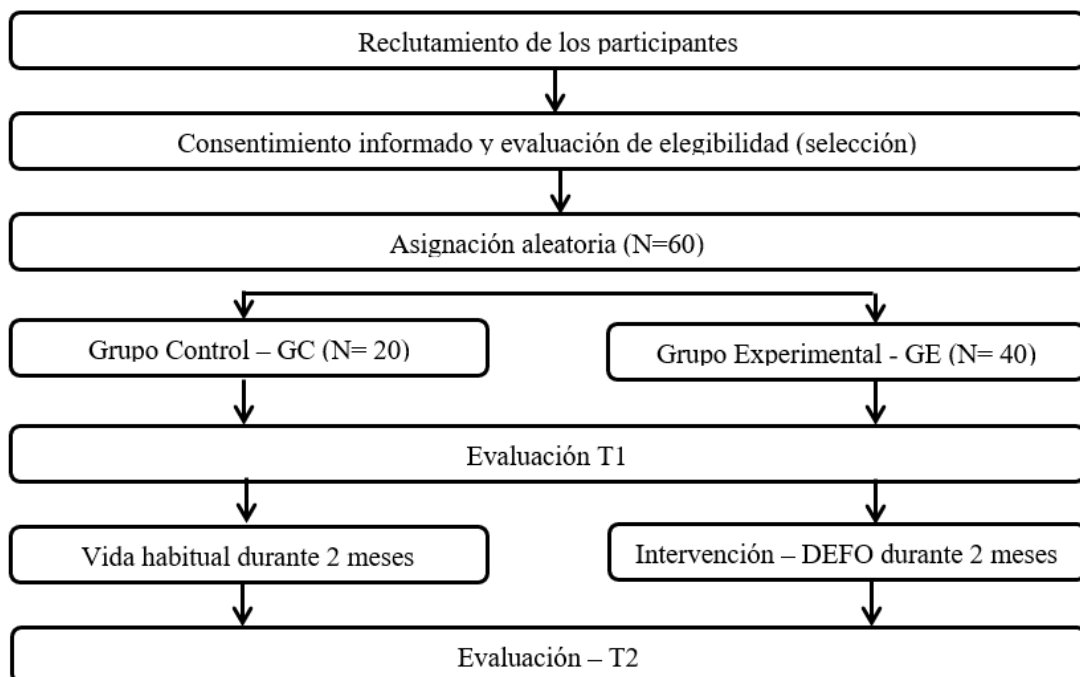 Reclutamiento de los participantes
Consentimiento informado y evaluación de elegibilidad (selección)
Asignación aleatoria (N=60)
Grupo Control – GC (N= 20)
Grupo Experimental - GE (N= 40)
Evaluación T1
Vida habitual durante 2 meses
Intervención – DEFO durante 2 meses
Evaluación – T2